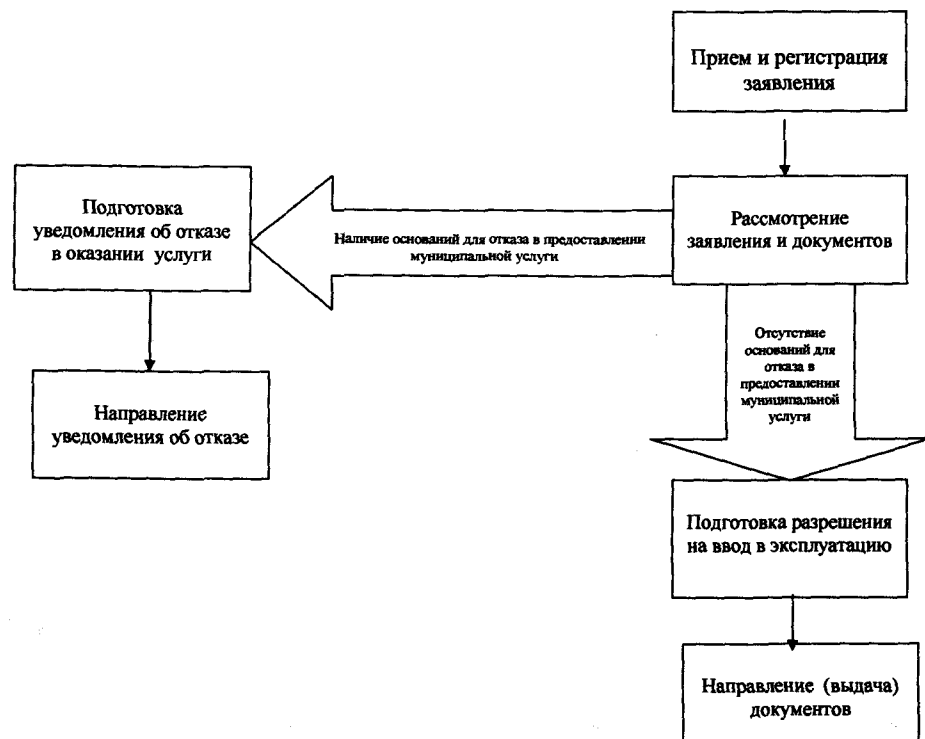 Прием и регистрация
заявления
Рассмотрение
заявления и документов
Наличие оснований для отказа в предоставлении
муниципальной услуги
Подготовка
уведомления об отказе
в оказании услуги
Направление
уведомления об отказе
Отсутствие
оснований для
отказа в
предоставлении
муниципальной
услуги
Подготовка разрешения
на ввод в эксплуатацию
Направление (выдача)
документов